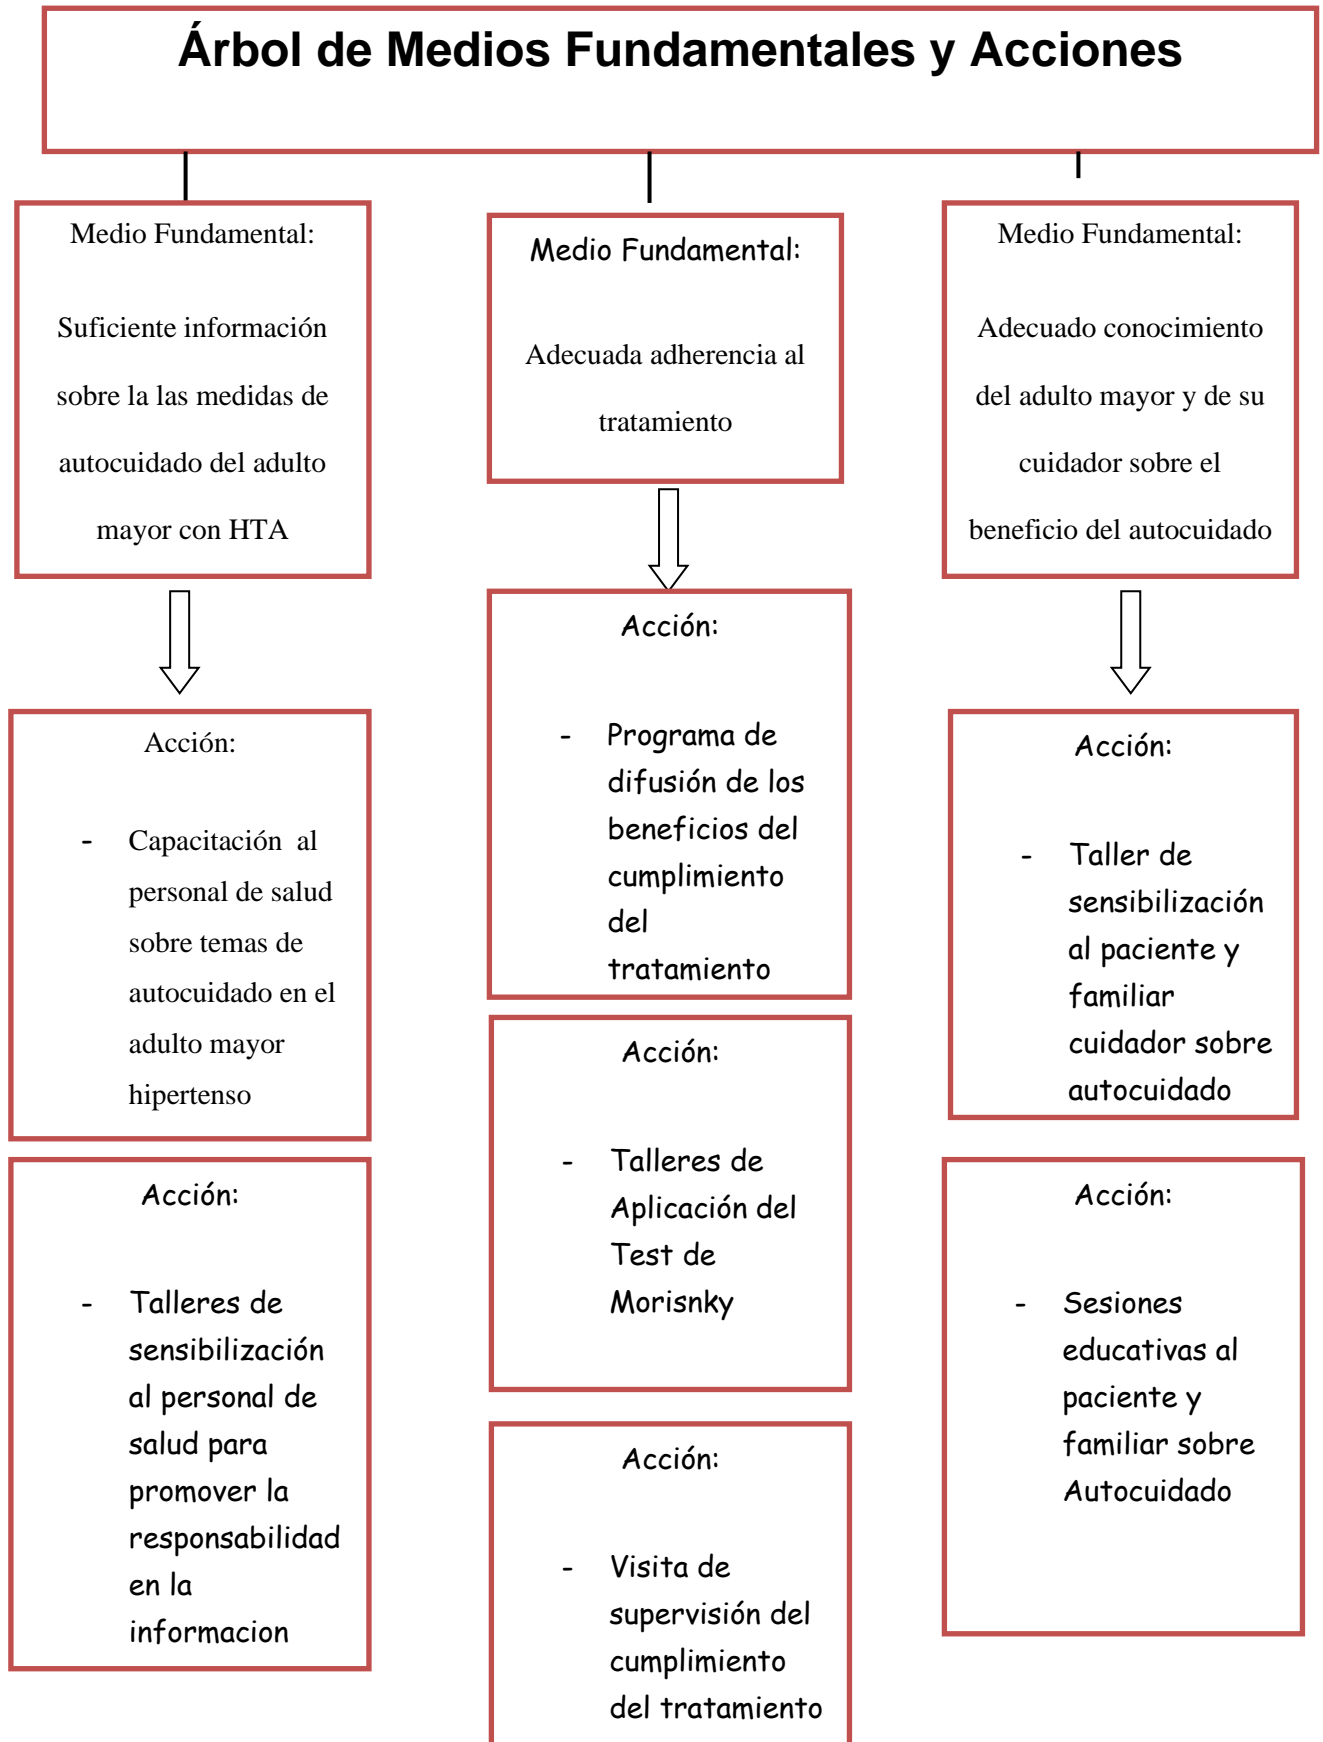 Árbol de Medios Fundamentales y Acciones
Medio Fundamental:
Suficiente información
sobre la las medidas de
autocuidado del adulto
mayor con HTA
Acción:
- Capacitación al
personal de salud
sobre temas de
autocuidado en el
adulto mayor
hipertenso
Acción:
- Talleres de
sensibilización
al personal de
salud para
promover la
responsabilidad
en la
informacion
Medio Fundamental:
Adecuada adherencia al
tratamiento
Acción:
- Programa de
difusión de los
beneficios del
cumplimiento
del
tratamiento
Acción:
- Talleres de
Aplicación del
Test de
Morisnky
Acción:
- Visita de
supervisión del
cumplimiento
del tratamiento
Medio Fundamental:
Adecuado conocimiento
del adulto mayor y de su
cuidador sobre el
beneficio del autocuidado
Acción:
- Taller de
sensibilización
al paciente y
familiar
cuidador sobre
autocuidado
Acción:
- Sesiones
educativas al
paciente y
familiar sobre
Autocuidado